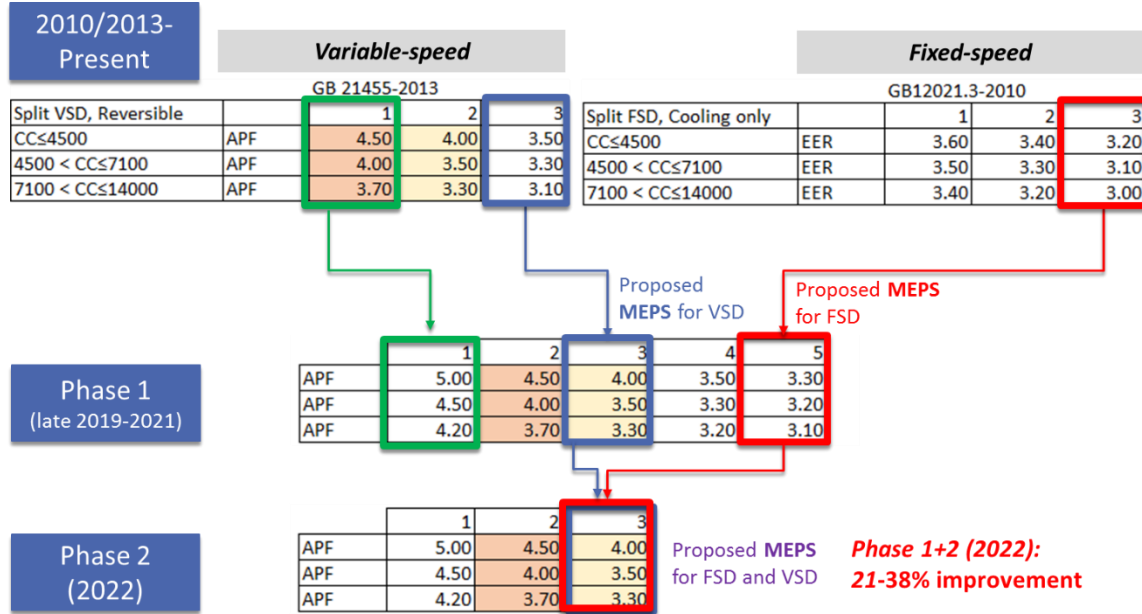 2010/2013-
Present
Variable-speed
Fixed-speed
GB 21455-2013
Split VSD, Reversible 1 2 3
CC≤4500 APF 4.50 4.00 3.50
4500 < CC≤7100 APF 4.00 3.50 3.30
7100 < CC≤14000 APF 3.70 3.30 3.10
GB12021.3-2010
Split FSD, Cooling only 1 2 3
CC≤4500 EER 3.60 3.40 3.20
4500 < CC≤7100 EER 3.50 3.30 3.10
7100 < CC≤14000 EER 3.40 3.20 3.00
Proposed
MEPS for VSD
Proposed MEPS
for FSD
Phase 1
(late 2019-2021)
1 2 3 4 5
APF 5.00 4.50 4.00 3.50 3.30
APF 4.50 4.00 3.50 3.30 3.20
APF 4.20 3.70 3.30 3.20 3.10
Phase 2
(2022)
1 2 3
APF 5.00 4.50 4.00
APF 4.50 4.00 3.50
APF 4.20 3.70 3.30
Proposed MEPS
for FSD and VSD
Phase 1+2 (2022):
21-38% improvement